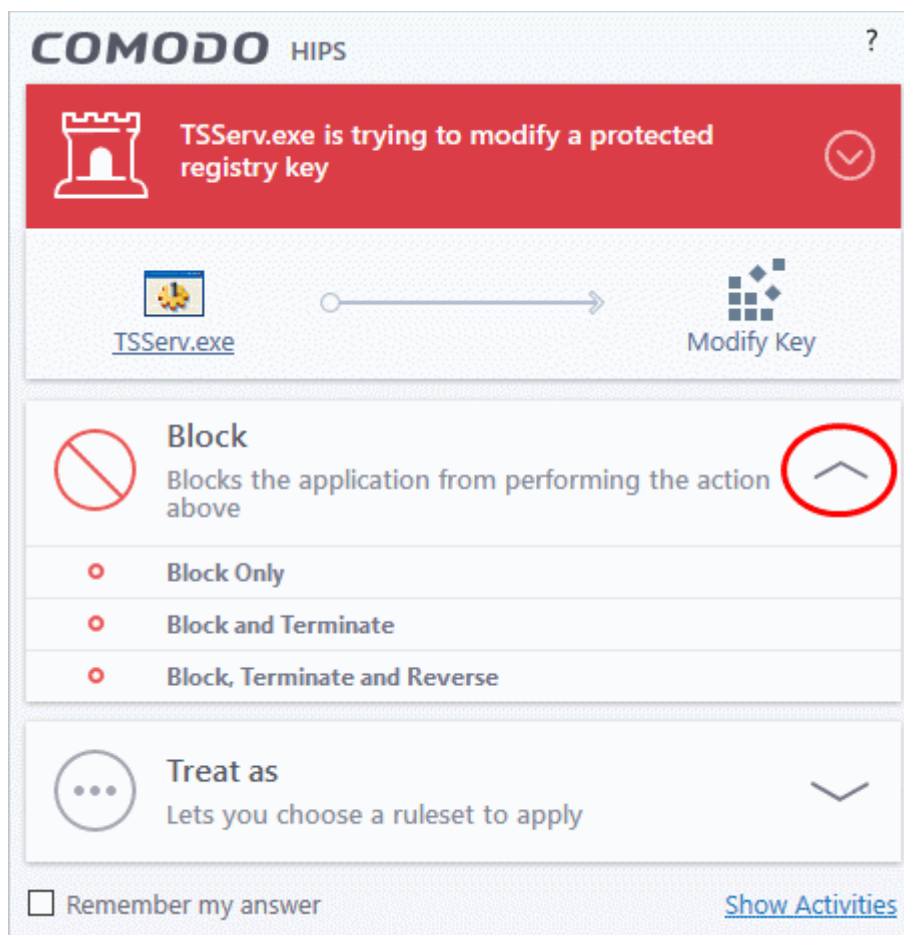 COMODO HIPS ?
TSServ.exe is trying to modify a protected
registry key
TSServ.exe
Modify Key
Block
Blocks the application from performing the action
above
Block Only
Block and Terminate
Block, Terminate and Reverse
Treat as
Lets you choose a ruleset to apply
Remember my answer
Show Activities